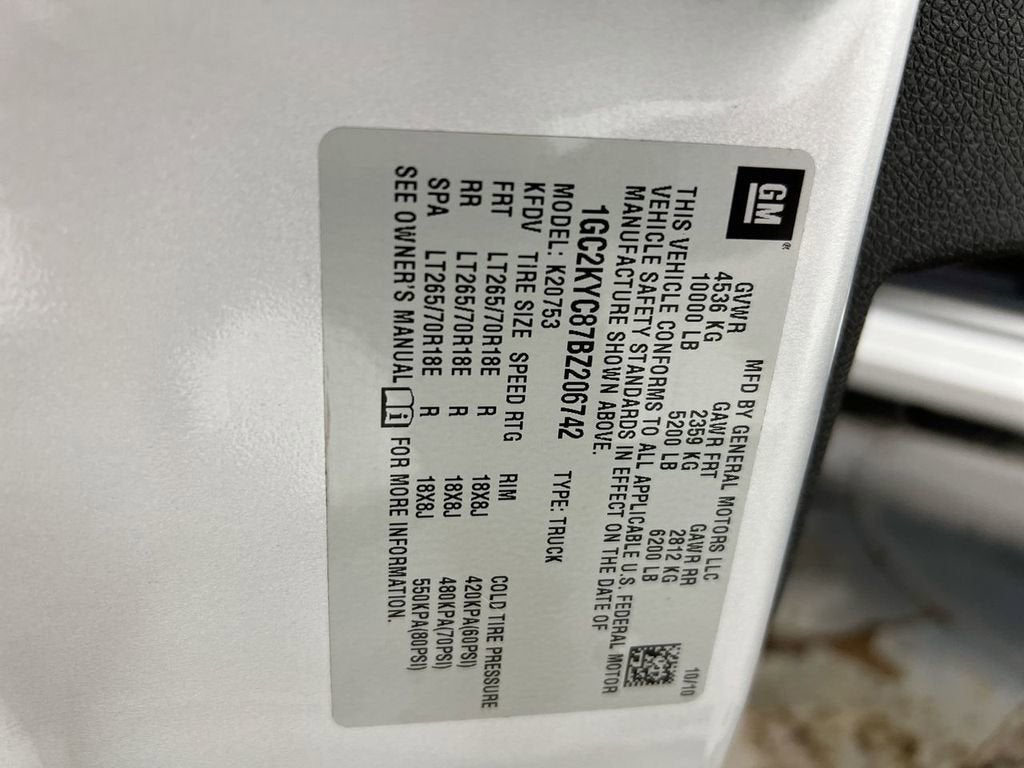 GM®
MFD BY GENERAL MOTORS LLC 10/10
GVWR GAWR FRT GAWR RR
4536 KG 2359 KG 2812 KG
10000 LB 5200 LB 6200 LB
THIS VEHICLE CONFORMS TO ALL APPLICABLE U.S. FEDERAL MOTOR
VEHICLE SAFETY STANDARDS IN EFFECT ON THE DATE OF
MANUFACTURE SHOWN ABOVE.
1GC2KYC87BZ206742 TYPE: TRUCK
MODEL: K20753
KFDV TIRE SIZE SPEED RTG RIM COLD TIRE PRESSURE
FRT LT265/70R18E R 18X8J 420KPA(60PSI)
RR LT265/70R18E R 18X8J 480KPA(70PSI)
SPA LT265/70R18E R 18X8J 550KPA(80PSI)
SEE OWNER'S MANUAL i FOR MORE INFORMATION.